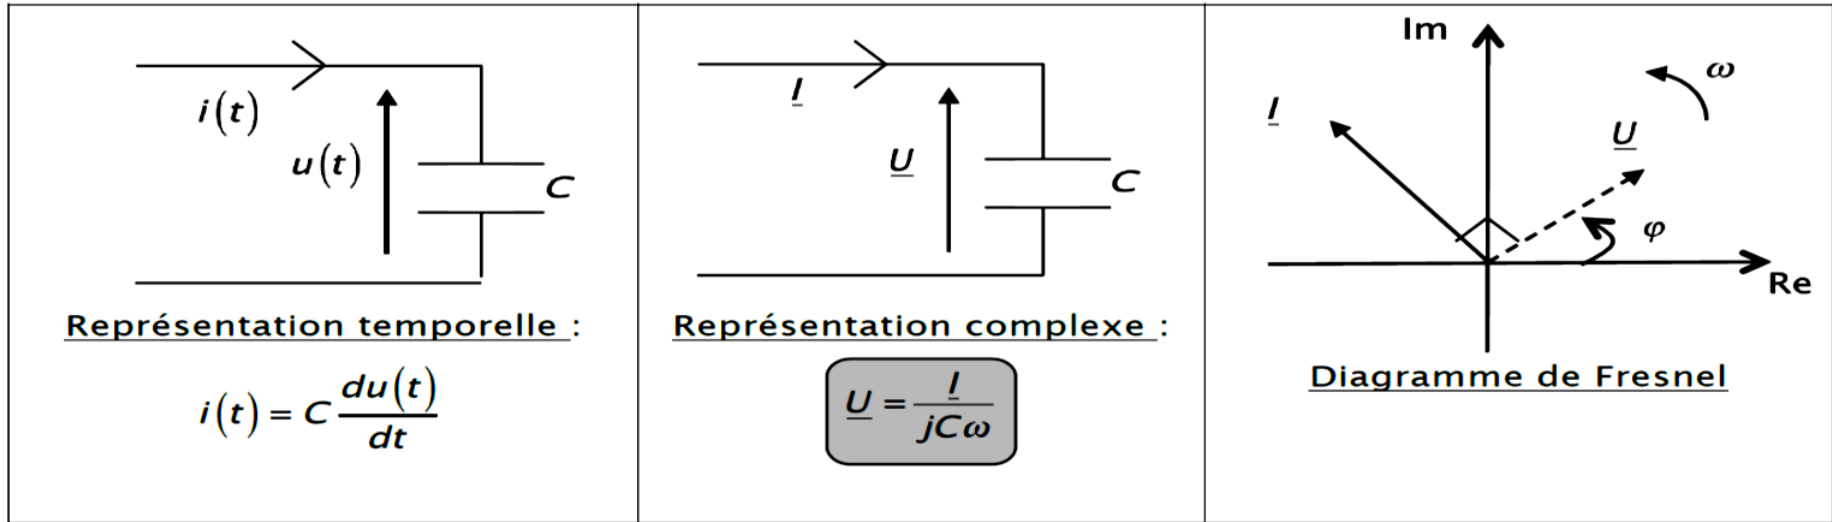 i(t)
u(t)
C
Représentation temporelle :
i(t) = C du(t)/dt
I
U
C
Représentation complexe :
U = I/jCω
Im
ω
I
U
φ
Re
Diagramme de Fresnel